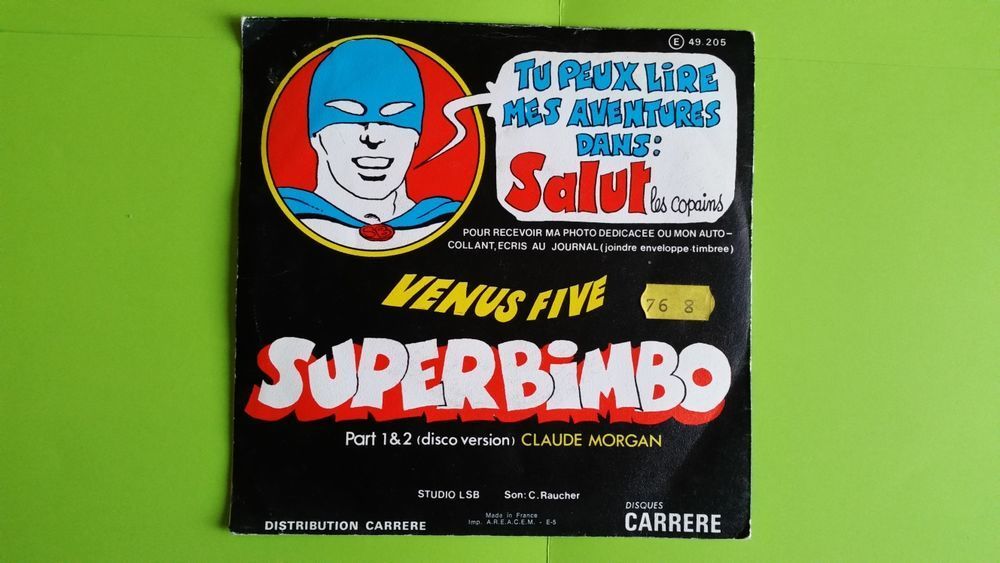 Ⓔ 49.205
TU PEUX LiRE
MES AVENTURES
DANS:
Salut les copains
POUR RECEVOIR MA PHOTO DEDICACEE OU MON AUTO-
COLLANT, ECRIS AU JOURNAL (joindre enveloppe timbree)
VENUS FIVE
76 8
SUPERBiMBO
Part 1 & 2 (disco version) CLAUDE MORGAN
STUDIO LSB Son: C. Raucher
DISTRIBUTION CARRERE
Made in France
Imp. A.R.E.A.C.E.M. - E-5
DISQUES
CARRERE